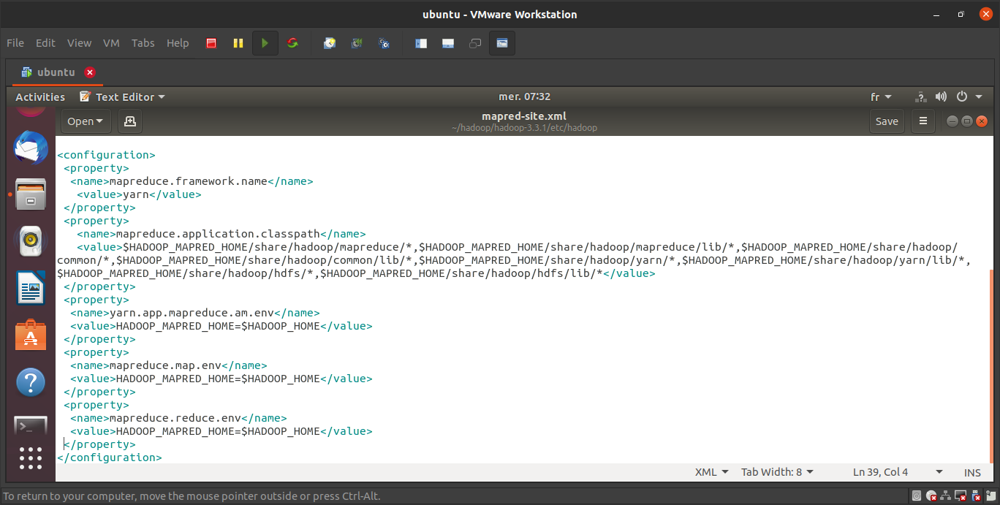 ubuntu - VMware Workstation
File Edit View VM Tabs Help
ubuntu
Activities Text Editor mer. 07:32 fr
Open mapred-site.xml Save
~/hadoop/hadoop-3.3.1/etc/hadoop
<configuration>
<property>
<name>mapreduce.framework.name</name>
<value>yarn</value>
</property>
<property>
<name>mapreduce.application.classpath</name>
<value>$HADOOP_MAPRED_HOME/share/hadoop/mapreduce/*,$HADOOP_MAPRED_HOME/share/hadoop/mapreduce/lib/*,$HADOOP_MAPRED_HOME/share/hadoop/
common/*,$HADOOP_MAPRED_HOME/share/hadoop/common/lib/*,$HADOOP_MAPRED_HOME/share/hadoop/yarn/*,$HADOOP_MAPRED_HOME/share/hadoop/yarn/lib/*,
$HADOOP_MAPRED_HOME/share/hadoop/hdfs/*,$HADOOP_MAPRED_HOME/share/hadoop/hdfs/lib/*</value>
</property>
<property>
<name>yarn.app.mapreduce.am.env</name>
<value>HADOOP_MAPRED_HOME=$HADOOP_HOME</value>
</property>
<property>
<name>mapreduce.map.env</name>
<value>HADOOP_MAPRED_HOME=$HADOOP_HOME</value>
</property>
<property>
<name>mapreduce.reduce.env</name>
<value>HADOOP_MAPRED_HOME=$HADOOP_HOME</value>
</property>
</configuration>
XML Tab Width: 8 Ln 39, Col 4 INS
To return to your computer, move the mouse pointer outside or press Ctrl-Alt.